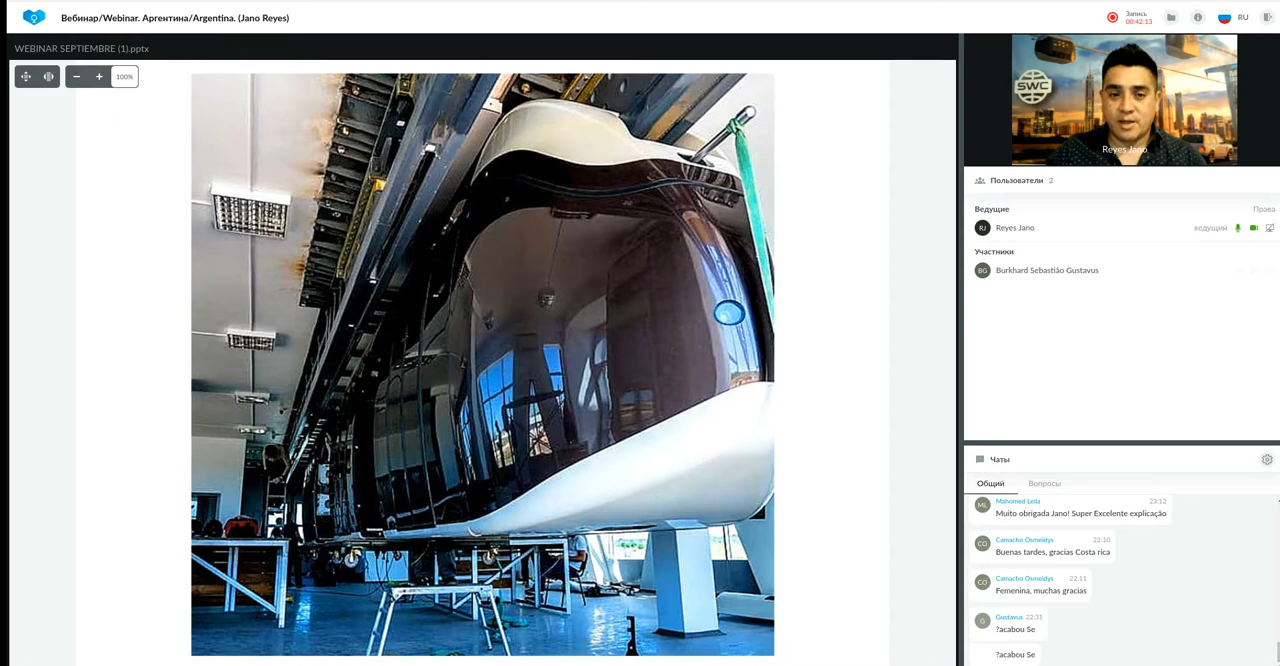 Вебинар/Webinar. Аргентина/Argentina. (Jano Reyes)
Запись
00:42:13
RU
WEBINAR SEPTIEMBRE (1).pptx
100%
SWC
Reyes Jano
Пользователи 2
Ведущие Права
RJ Reyes Jano ведущий
Участники
BG Burkhard Sebastião Gustavus
Чаты
Общий Вопросы
ML Mahomed Leila 23:12
Muito obrigada Jano! Super Excelente explicação
CO Camacho Osmeidys 22:10
Buenas tardes, gracias Costa rica
CO Camacho Osmeidys 22:11
Femenina, muchas gracias
G Gustavus 22:31
?acabou Se
?acabou Se